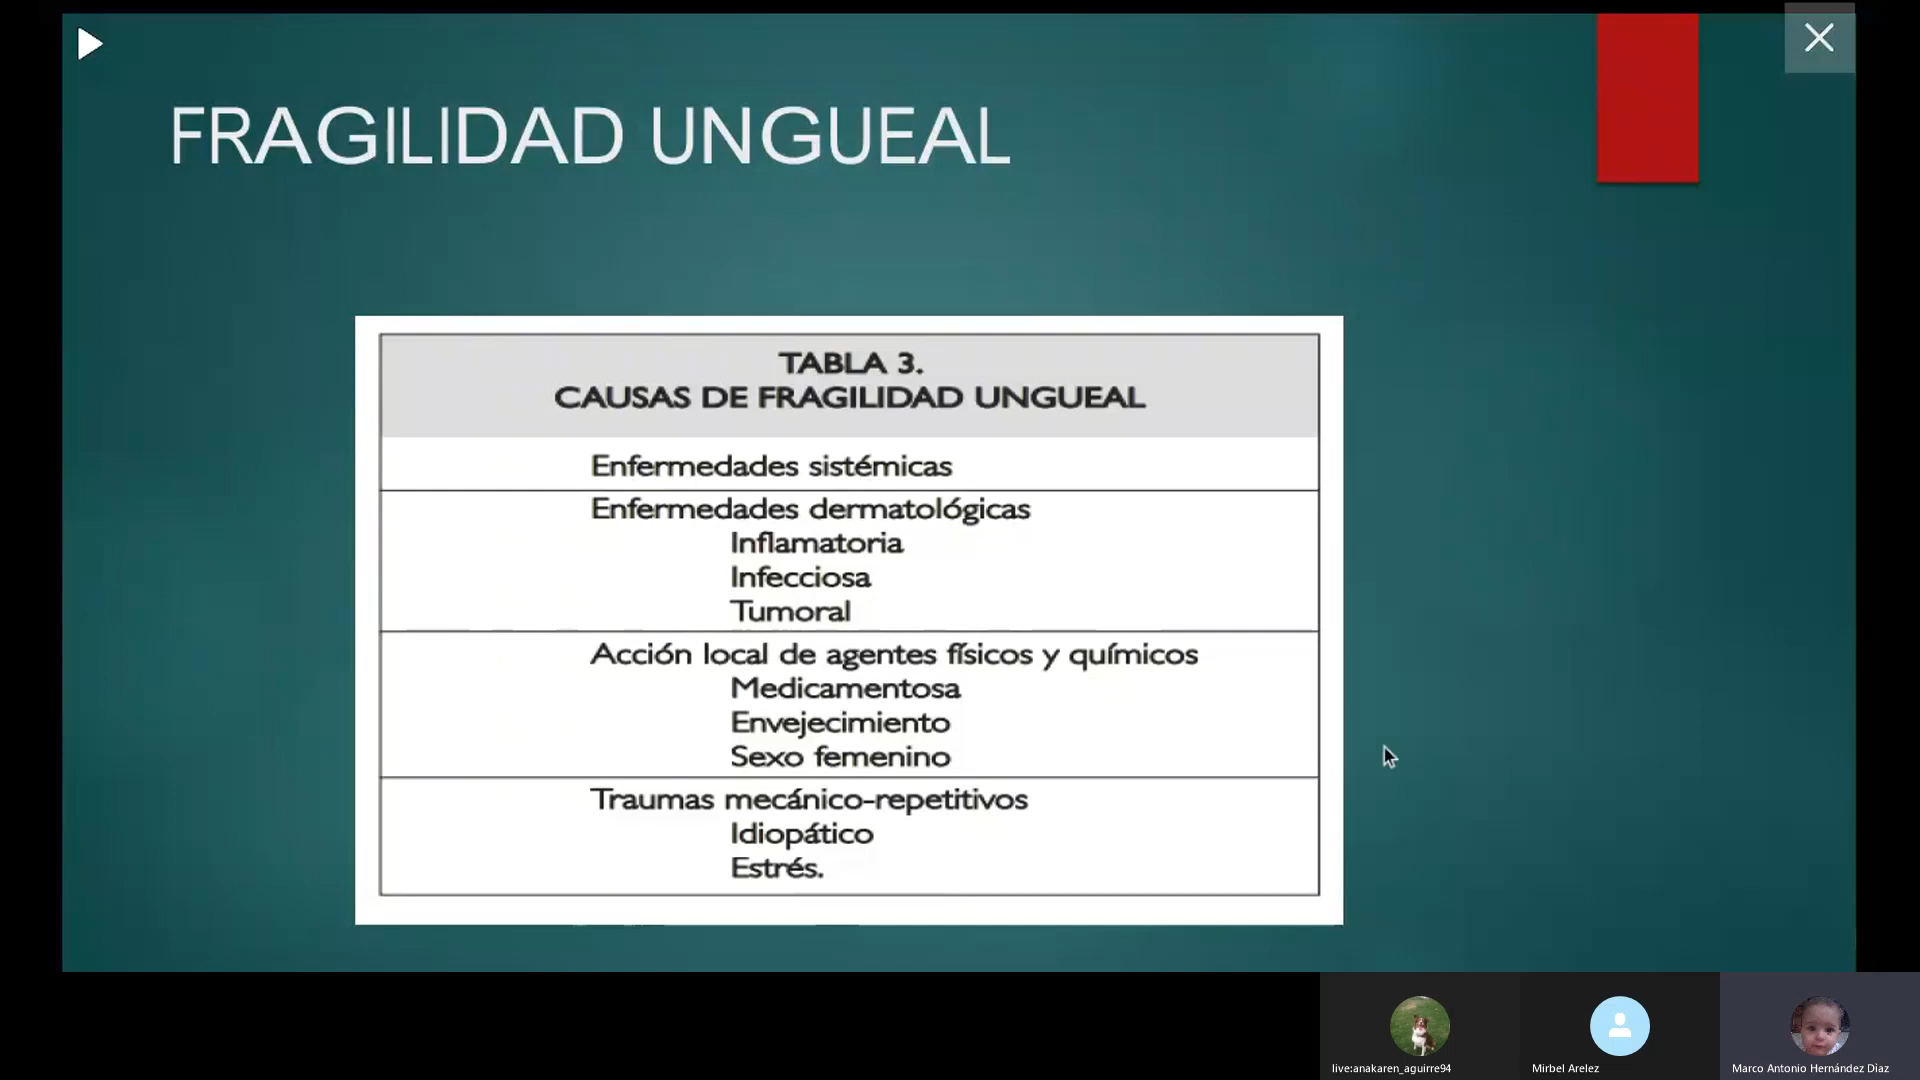 FRAGILIDAD UNGUEAL
TABLA 3.
CAUSAS DE FRAGILIDAD UNGUEAL
Enfermedades sistémicas
Enfermedades dermatológicas
Inflamatoria
Infecciosa
Tumoral
Acción local de agentes físicos y químicos
Medicamentosa
Envejecimiento
Sexo femenino
Traumas mecánico-repetitivos
Idiopático
Estrés.
live:anakaren_aguirre94
Mirbel Arelez
Marco Antonio Hernández Dìaz